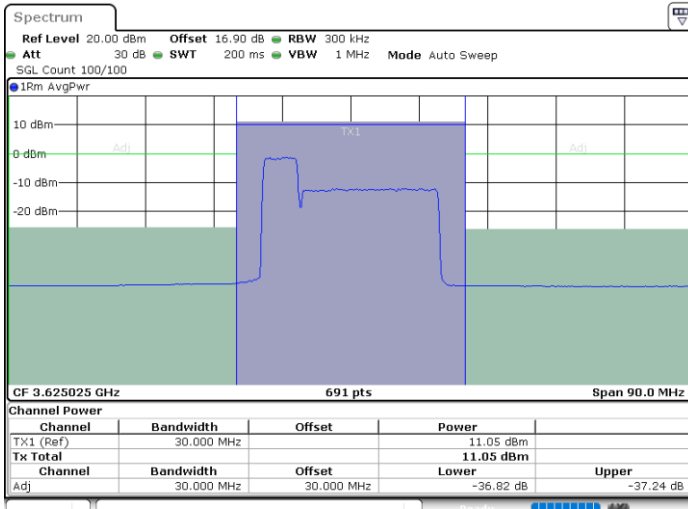 Spectrum
Ref Level 20.00 dBm Offset 16.90 dB RBW 300 kHz
Att 30 dB SWT 200 ms VBW 1 MHz Mode Auto Sweep
SGL Count 100/100
1Rm AvgPwr
10 dBm
TX1
Adj Adj
0 dBm
-10 dBm
-20 dBm
CF 3.625025 GHz 691 pts Span 90.0 MHz
Channel Power
Channel Bandwidth Offset Power
TX1 (Ref) 30.000 MHz 11.05 dBm
Tx Total 11.05 dBm
Channel Bandwidth Offset Lower Upper
Adj 30.000 MHz 30.000 MHz -36.82 dB -37.24 dB